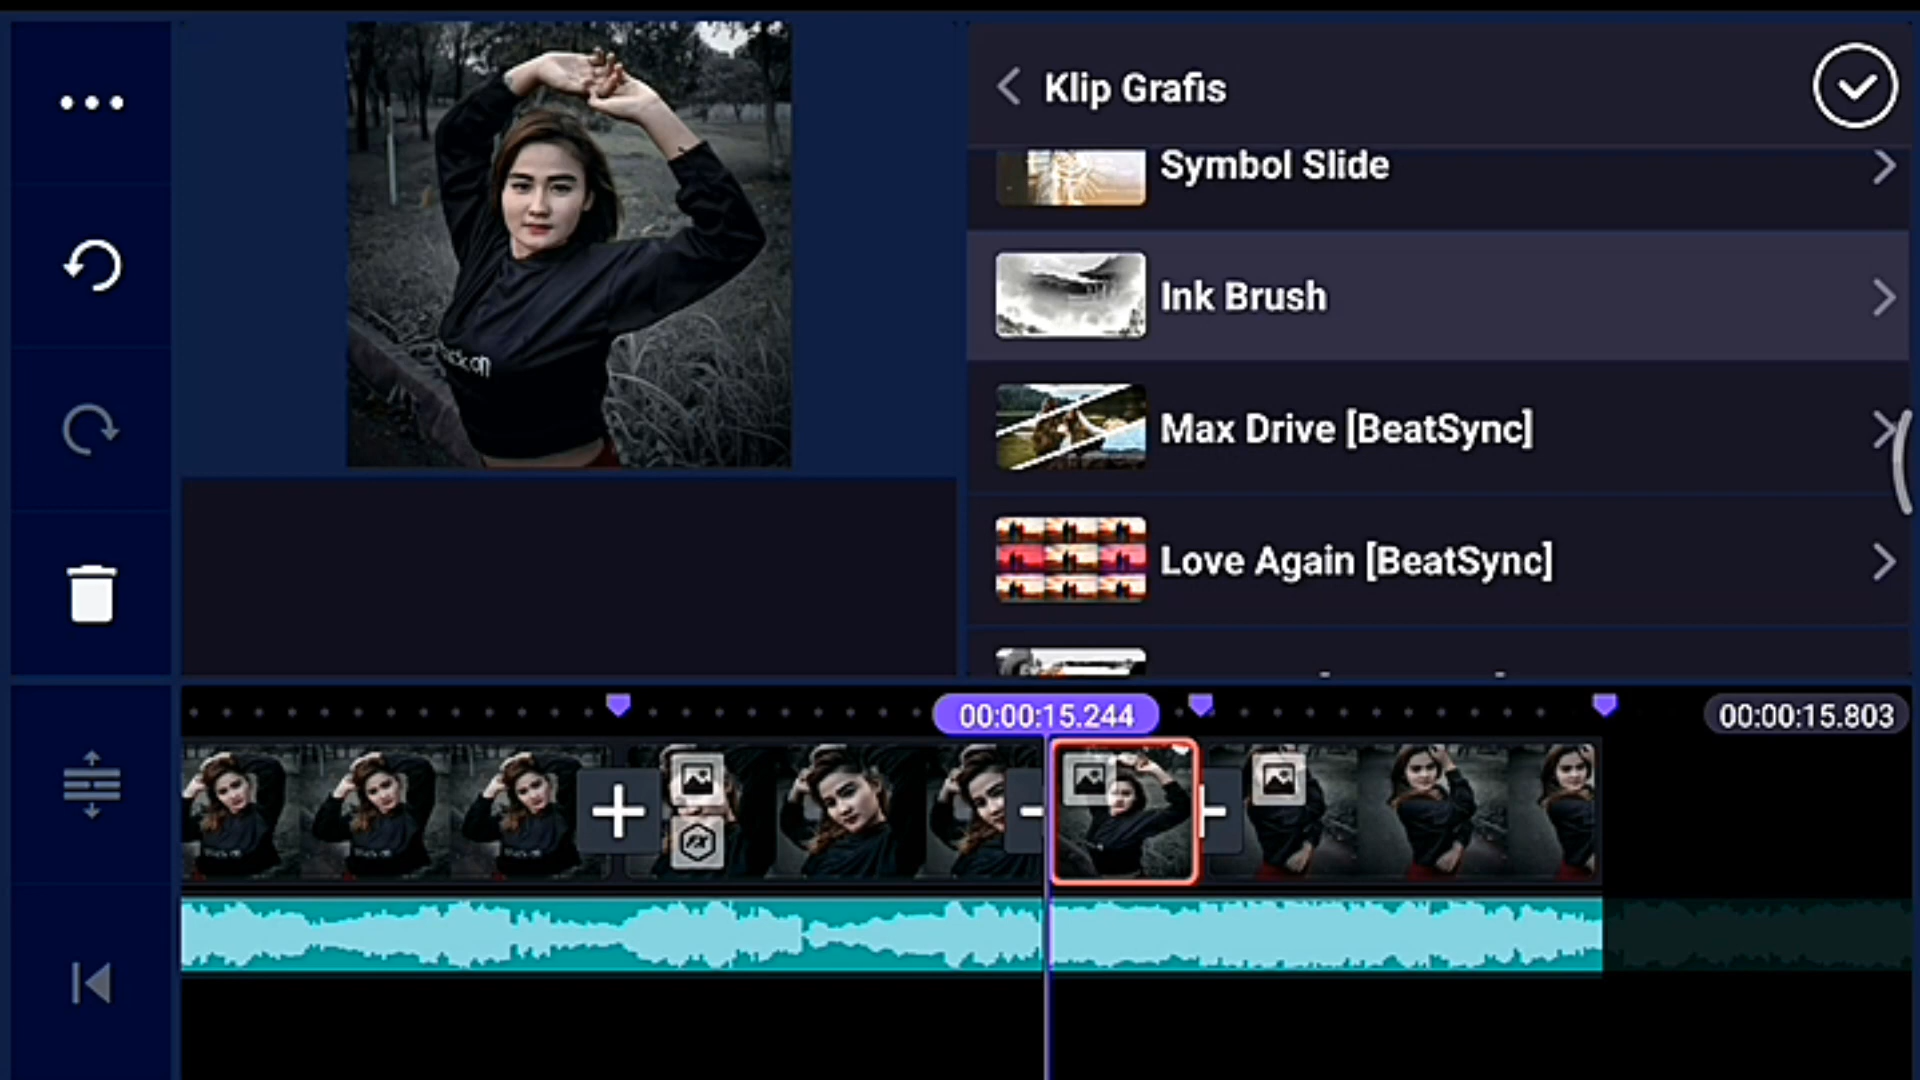 Klip Grafis
Symbol Slide
Ink Brush
Max Drive [BeatSync]
Love Again [BeatSync]
00:00:15.244
00:00:15.803
FX